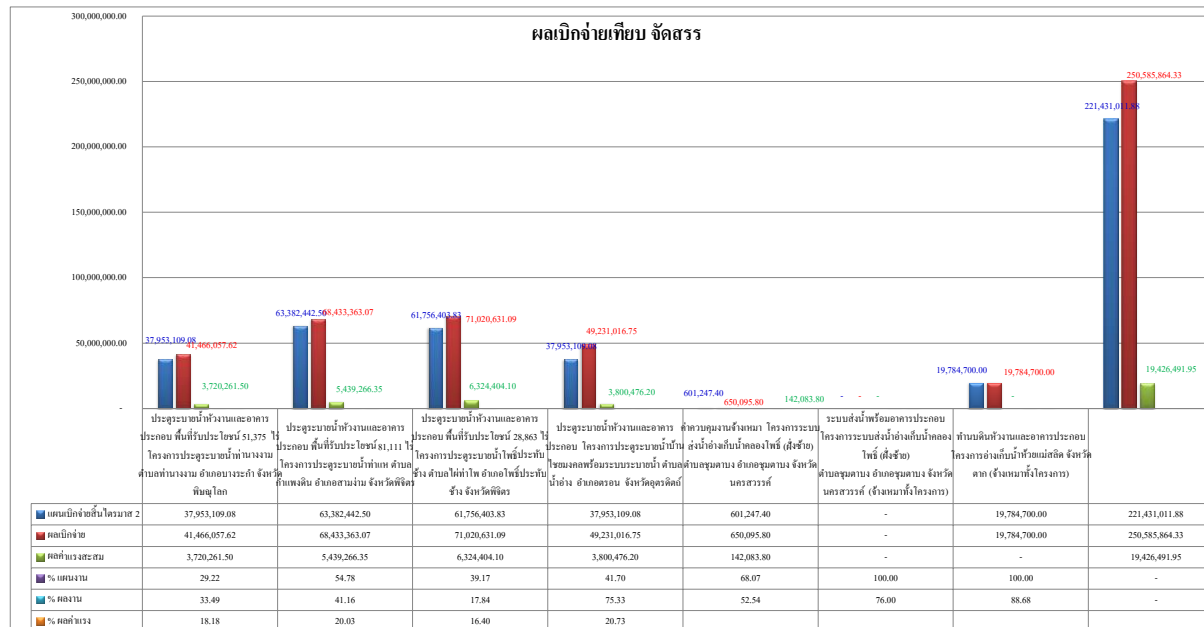 ผลเบิกจ่ายเทียบ จัดสรร
300,000,000.00
250,000,000.00
200,000,000.00
150,000,000.00
100,000,000.00
50,000,000.00
-
37,953,109.08
41,466,057.62
3,720,261.50
63,382,442.50
68,433,363.07
5,439,266.35
61,756,403.83
71,020,631.09
6,324,404.10
37,953,109.08
49,231,016.75
3,800,476.20
601,247.40
650,095.80
142,083.80
- - -
19,784,700.00
19,784,700.00
-
221,431,011.88
250,585,864.33
19,426,491.95
ประตูระบายน้ำหัวงานและอาคาร
ประกอบ พื้นที่รับประโยชน์ 51,375 ไร่
โครงการประตูระบายน้ำท่านางงาม
ตำบลท่านางงาม อำเภอบางระกำ จังหวัด
พิษณุโลก
ประตูระบายน้ำหัวงานและอาคาร
ประกอบ พื้นที่รับประโยชน์ 81,111 ไร่
โครงการประตูระบายน้ำท่าแห ตำบล
กำแพงดิน อำเภอสามง่าม จังหวัดพิจิตร
ประตูระบายน้ำหัวงานและอาคาร
ประกอบ พื้นที่รับประโยชน์ 28,863 ไร่
โครงการประตูระบายน้ำโพธิ์ประทับ
ช้าง ตำบลไผ่ท่าโพ อำเภอโพธิ์ประทับ
ช้าง จังหวัดพิจิตร
ประตูระบายน้ำหัวงานและอาคาร
ประกอบ โครงการประตูระบายน้ำบ้าน
ไชยมงคลพร้อมระบบระบายน้ำ ตำบล
น้ำอ่าง อำเภอตรอน จังหวัดอุตรดิตถ์
ค่าควบคุมงานจ้างเหมา โครงการระบบ
ส่งน้ำอ่างเก็บน้ำคลองโพธิ์ (ฝั่งซ้าย)
ตำบลชุมตาบง อำเภอชุมตาบง จังหวัด
นครสวรรค์
ระบบส่งน้ำพร้อมอาคารประกอบ
โครงการระบบส่งน้ำอ่างเก็บน้ำคลอง
โพธิ์ (ฝั่งซ้าย)
ตำบลชุมตาบง อำเภอชุมตาบง จังหวัด
นครสวรรค์ (จ้างเหมาทั้งโครงการ)
ทำนบดินหัวงานและอาคารประกอบ
โครงการอ่างเก็บน้ำห้วยแม่สลิด จังหวัด
ตาก (จ้างเหมาทั้งโครงการ)
แผนเบิกจ่ายสิ้นไตรมาส 2 37,953,109.08 63,382,442.50 61,756,403.83 37,953,109.08 601,247.40 - 19,784,700.00 221,431,011.88
ผลเบิกจ่าย 41,466,057.62 68,433,363.07 71,020,631.09 49,231,016.75 650,095.80 - 19,784,700.00 250,585,864.33
ผลค่าแรงสะสม 3,720,261.50 5,439,266.35 6,324,404.10 3,800,476.20 142,083.80 - - 19,426,491.95
% แผนงาน 29.22 54.78 39.17 41.70 68.07 100.00 100.00 -
% ผลงาน 33.49 41.16 17.84 75.33 52.54 76.00 88.68 -
% ผลค่าแรง 18.18 20.03 16.40 20.73